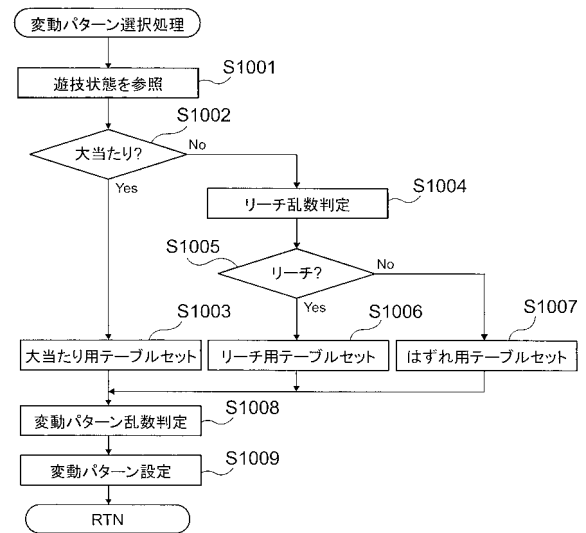 変動パターン選択処理
S1001
遊技状態を参照
S1002
大当たり?
No
Yes
S1004
リーチ乱数判定
S1005
リーチ?
No
Yes
S1003
大当たり用テーブルセット
S1006
リーチ用テーブルセット
S1007
はずれ用テーブルセット
S1008
変動パターン乱数判定
S1009
変動パターン設定
RTN